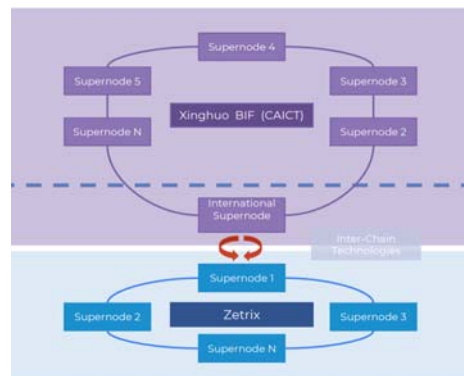 Supernode 4
Supernode 5
Supernode 3
Xinghuo BIF (CAICT)
Supernode N
Supernode 2
International
Supernode
Inter-Chain
Technologies
Supernode 1
Supernode 2
Zetrix
Supernode 3
Supernode N